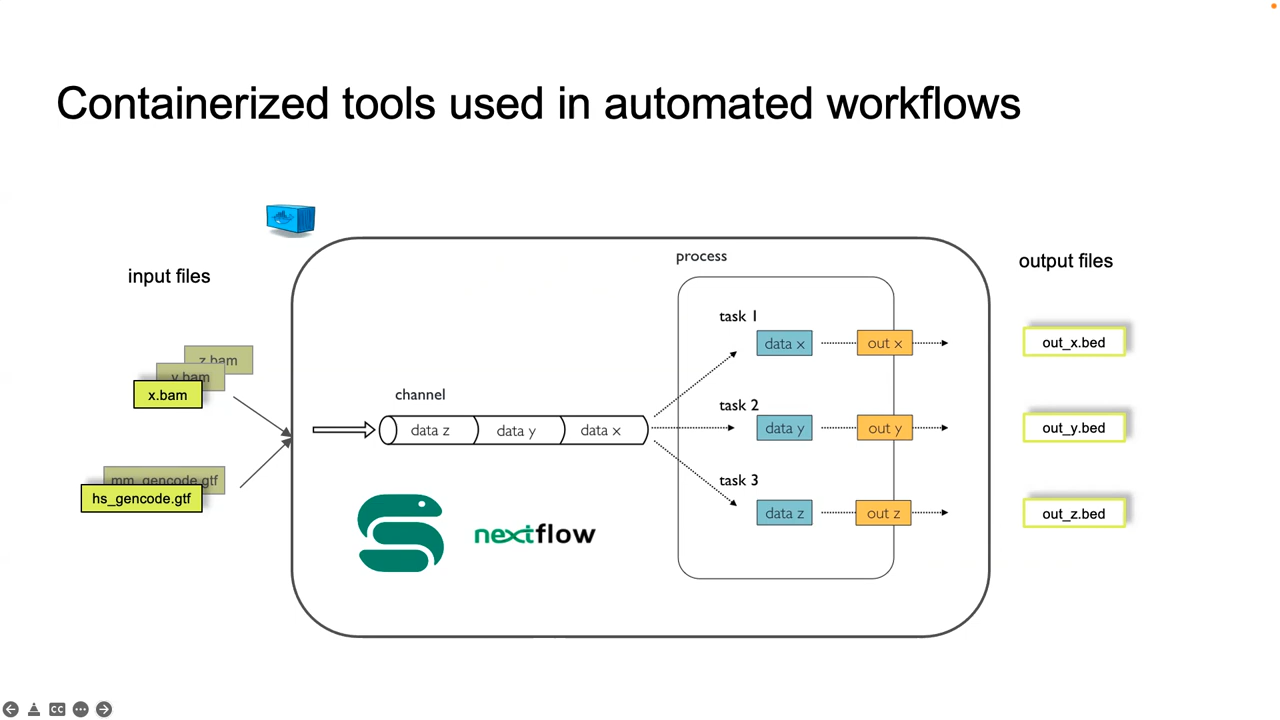 Containerized tools used in automated workflows
input files
z.bam
y.bam
x.bam
mm_gencode.gtf
hs_gencode.gtf
channel
data z
data y
data x
nextflow
process
task 1
data x
out x
task 2
data y
out y
task 3
data z
out z
output files
out_x.bed
out_y.bed
out_z.bed
CC